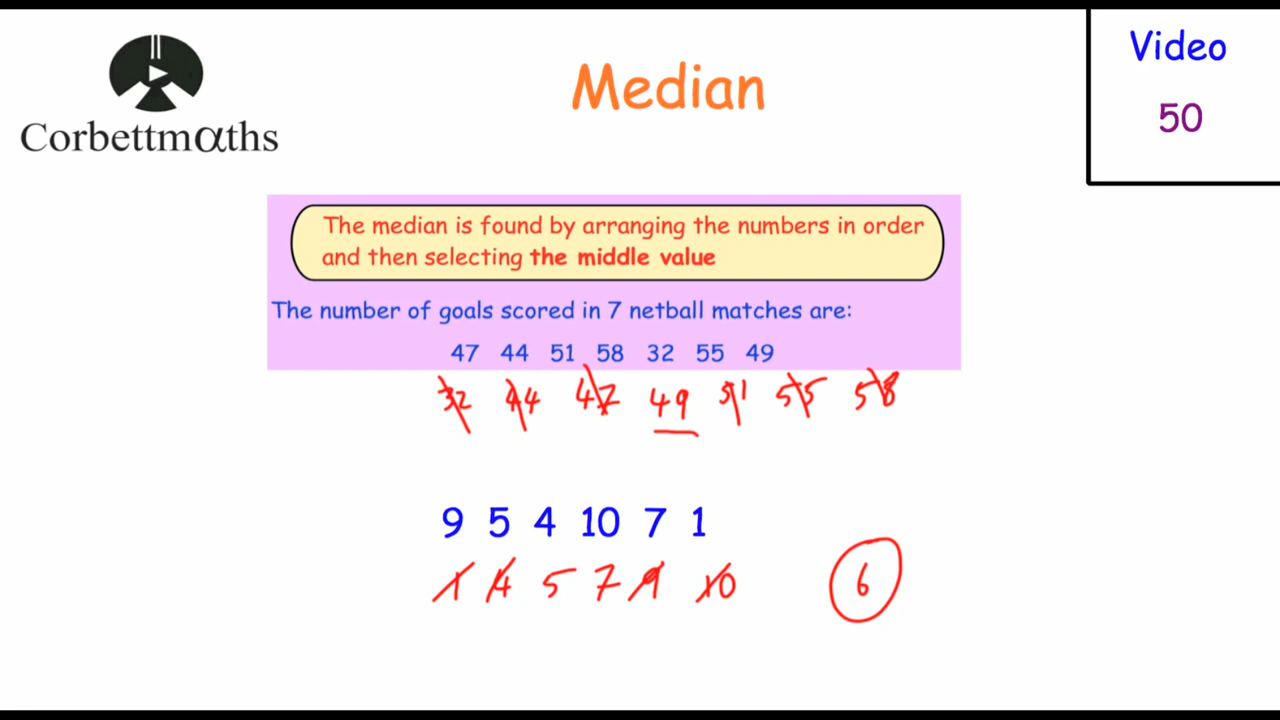 Corbettmαths
Median
Video
50
The median is found by arranging the numbers in order
and then selecting the middle value
The number of goals scored in 7 netball matches are:
47 44 51 58 32 55 49
32 44 47 49 51 55 58
9 5 4 10 7 1
1 4 5 7 9 10
6